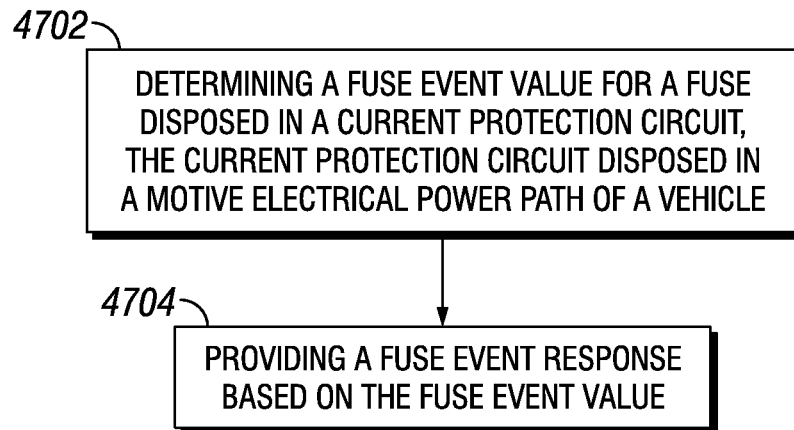 4702
DETERMINING A FUSE EVENT VALUE FOR A FUSE
DISPOSED IN A CURRENT PROTECTION CIRCUIT,
THE CURRENT PROTECTION CIRCUIT DISPOSED IN
A MOTIVE ELECTRICAL POWER PATH OF A VEHICLE
4704
PROVIDING A FUSE EVENT RESPONSE
BASED ON THE FUSE EVENT VALUE